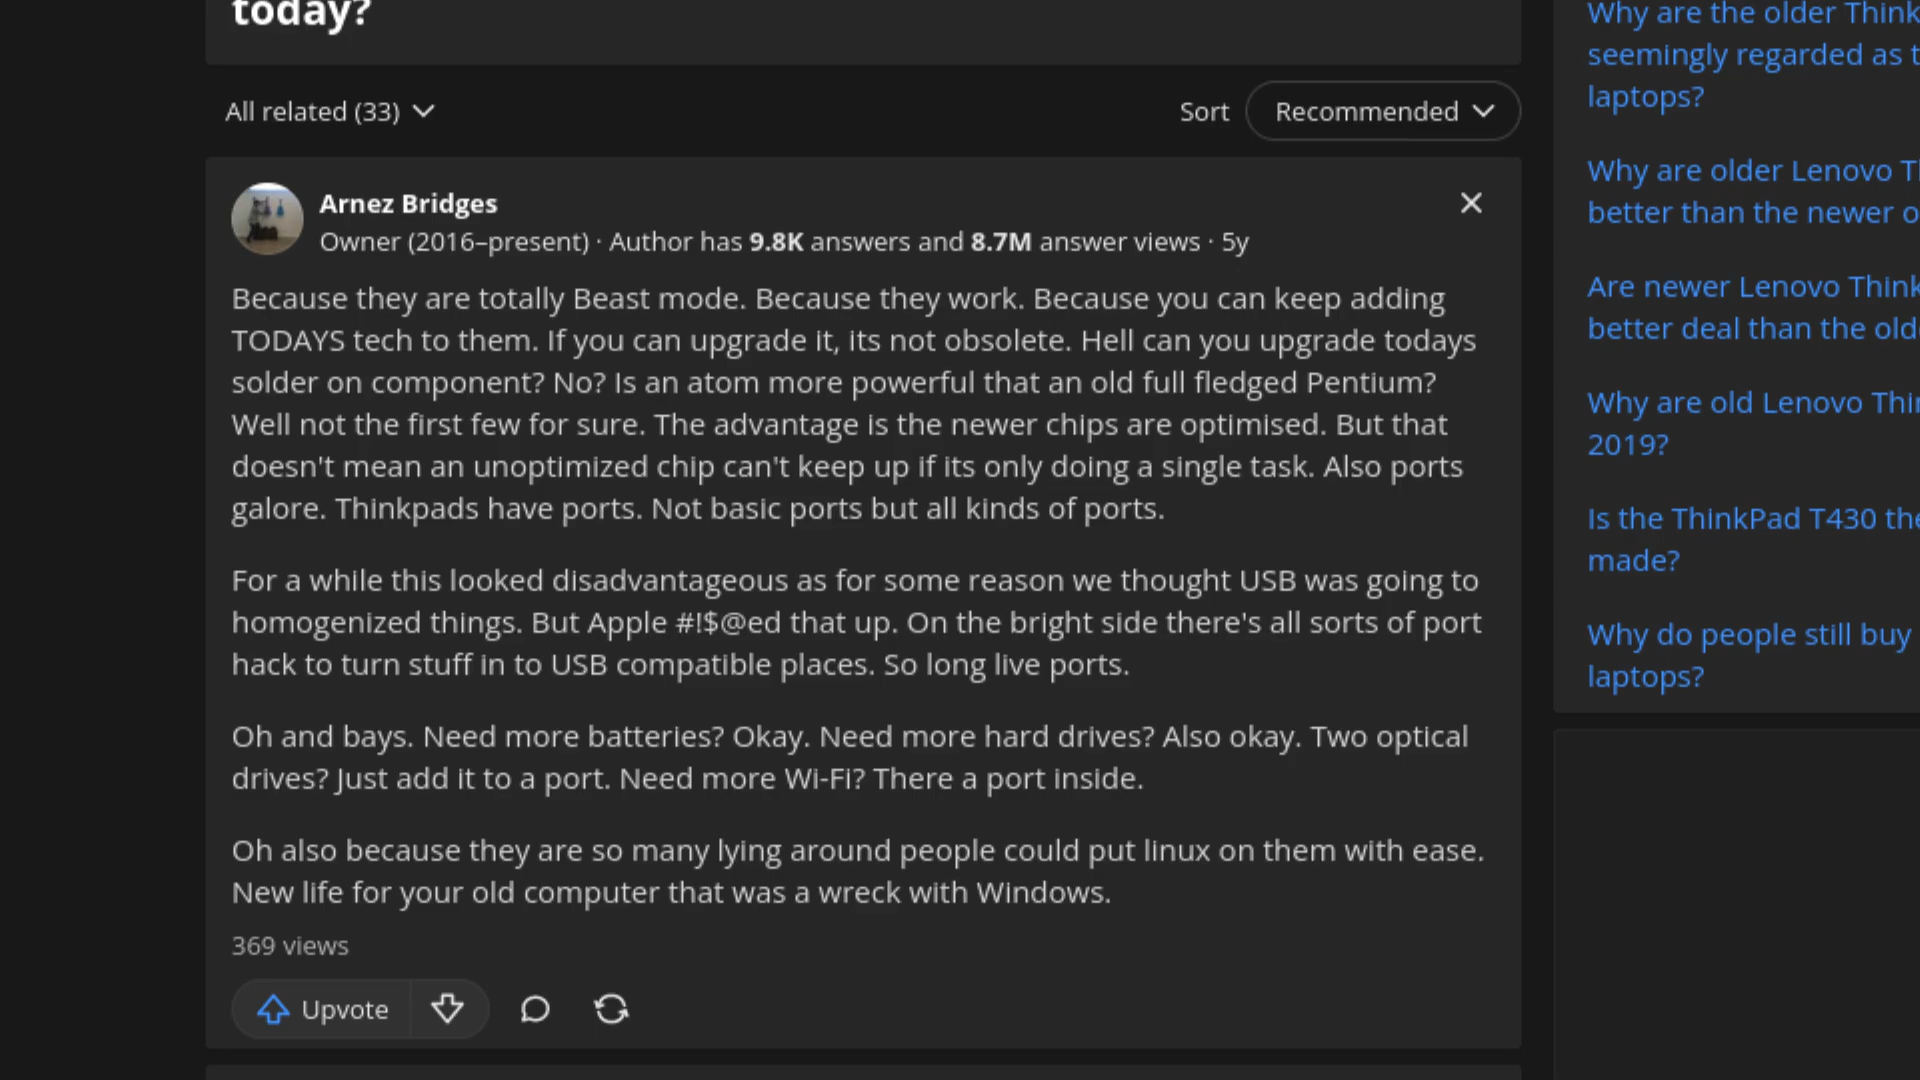 today?
All related (33)
Sort
Recommended
Arnez Bridges
Owner (2016–present) · Author has 9.8K answers and 8.7M answer views · 5y
Because they are totally Beast mode. Because they work. Because you can keep adding
TODAYS tech to them. If you can upgrade it, its not obsolete. Hell can you upgrade todays
solder on component? No? Is an atom more powerful that an old full fledged Pentium?
Well not the first few for sure. The advantage is the newer chips are optimised. But that
doesn't mean an unoptimized chip can't keep up if its only doing a single task. Also ports
galore. Thinkpads have ports. Not basic ports but all kinds of ports.
For a while this looked disadvantageous as for some reason we thought USB was going to
homogenized things. But Apple #!$@ed that up. On the bright side there's all sorts of port
hack to turn stuff in to USB compatible places. So long live ports.
Oh and bays. Need more batteries? Okay. Need more hard drives? Also okay. Two optical
drives? Just add it to a port. Need more Wi-Fi? There a port inside.
Oh also because they are so many lying around people could put linux on them with ease.
New life for your old computer that was a wreck with Windows.
369 views
Upvote
Why are the older Think
seemingly regarded as t
laptops?
Why are older Lenovo T
better than the newer o
Are newer Lenovo Think
better deal than the old
Why are old Lenovo Thin
2019?
Is the ThinkPad T430 the
made?
Why do people still buy
laptops?